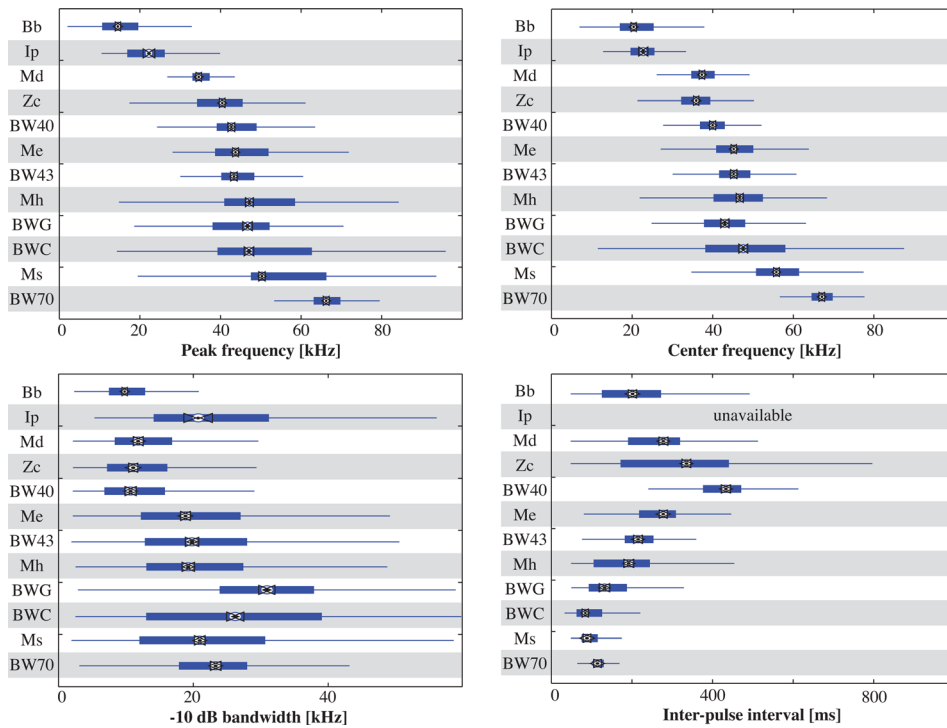 Bb
Ip
Md
Zc
BW40
Me
BW43
Mh
BWG
BWC
Ms
BW70
0 20 40 60 80
Peak frequency [kHz]
Bb
Ip
Md
Zc
BW40
Me
BW43
Mh
BWG
BWC
Ms
BW70
0 20 40 60 80
Center frequency [kHz]
Bb
Ip
Md
Zc
BW40
Me
BW43
Mh
BWG
BWC
Ms
BW70
0 20 40
-10 dB bandwidth [kHz]
Bb
Ip unavailable
Md
Zc
BW40
Me
BW43
Mh
BWG
BWC
Ms
BW70
0 400 800
Inter-pulse interval [ms]